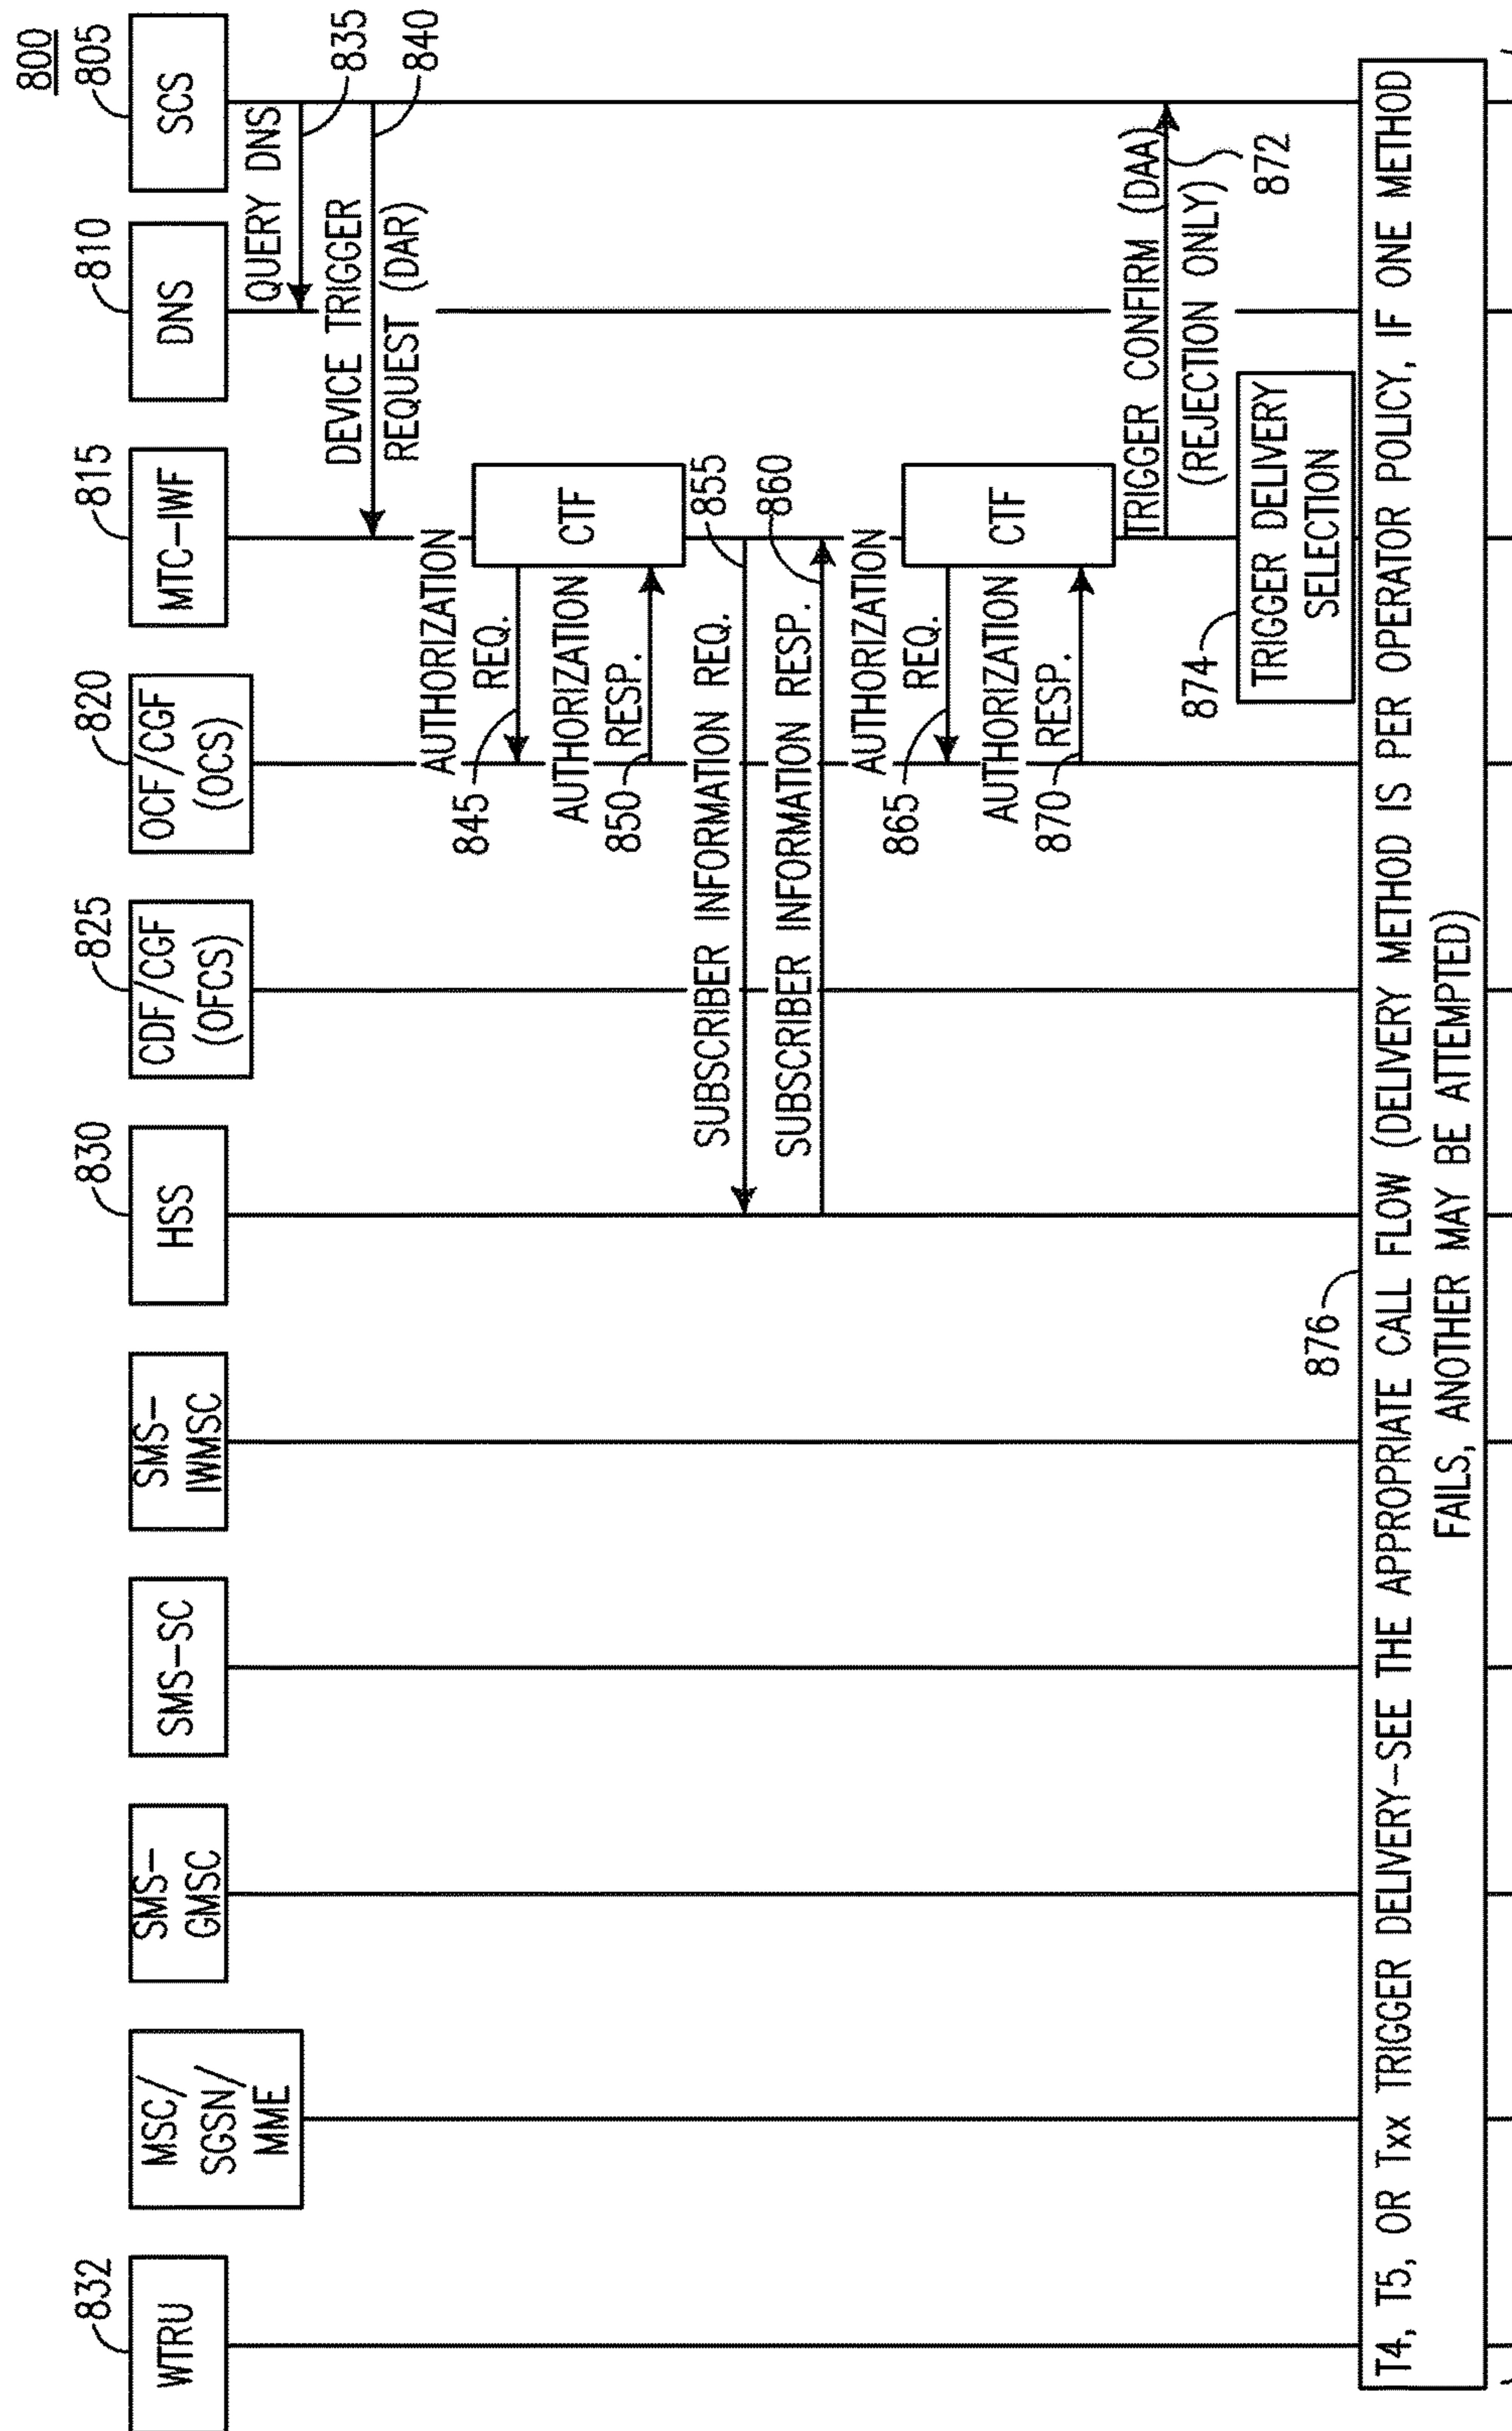 800
832
WTRU
MSC/
SGSN/
MME
SMS-
GMSC
SMS-SC
SMS-
IWMSC
830
HSS
825
CDF/CGF
(OFCS)
820
OCF/CGF
(OCS)
815
MTC-IWF
810
DNS
805
SCS
QUERY DNS
835
DEVICE TRIGGER
840
REQUEST (DAR)
AUTHORIZATION
REQ.
845
CTF
AUTHORIZATION
RESP.
850
SUBSCRIBER INFORMATION REQ.
855
SUBSCRIBER INFORMATION RESP.
860
AUTHORIZATION
REQ.
865
CTF
AUTHORIZATION
RESP.
870
TRIGGER CONFIRM (DAA)
(REJECTION ONLY)
872
874
TRIGGER DELIVERY
SELECTION
876
T4, T5, OR Txx TRIGGER DELIVERY-SEE THE APPROPRIATE CALL FLOW (DELIVERY METHOD IS PER OPERATOR POLICY, IF ONE METHOD
FAILS, ANOTHER MAY BE ATTEMPTED)